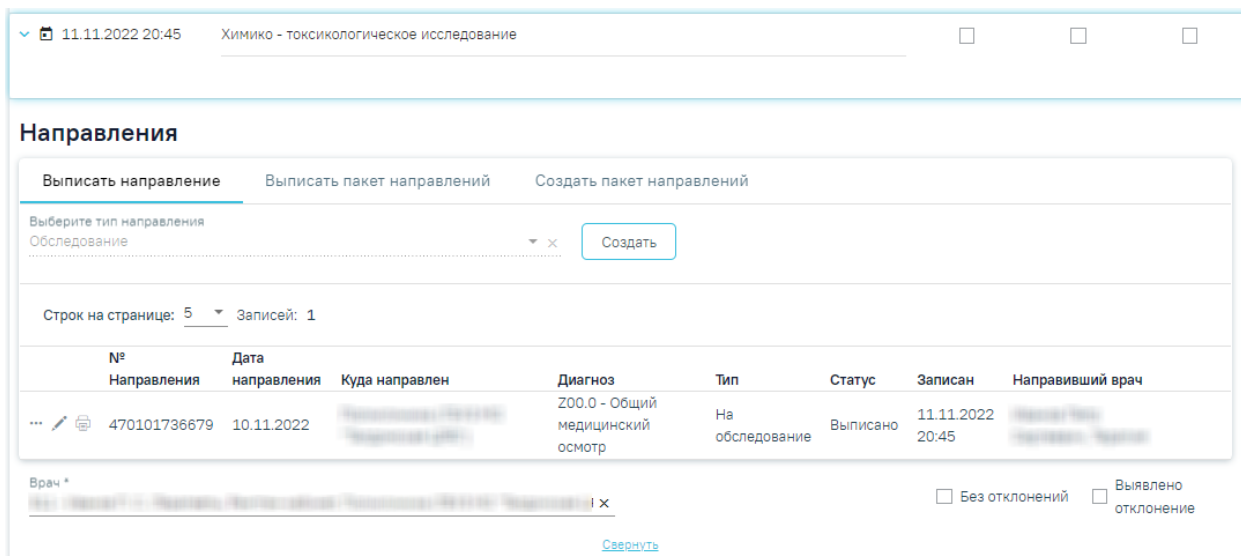 11.11.2022 20:45 Химико - токсикологическое исследование
Направления
Выписать направление Выписать пакет направлений Создать пакет направлений
Выберите тип направления
Обследование
Создать
Строк на странице: 5 Записей: 1
№ Направления Дата направления Куда направлен Диагноз Тип Статус Записан Направивший врач
470101736679 10.11.2022 Z00.0 - Общий медицинский осмотр На обследование Выписано 11.11.2022 20:45
Врач *
Без отклонений Выявлено отклонение
Свернуть